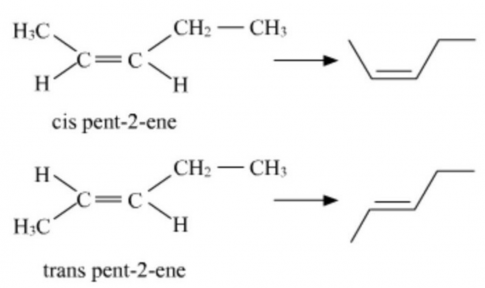 H₃C CH₂ — CH₃
C=C
H H
cis pent-2-ene
H CH₂ — CH₃
C=C
H₃C H
trans pent-2-ene